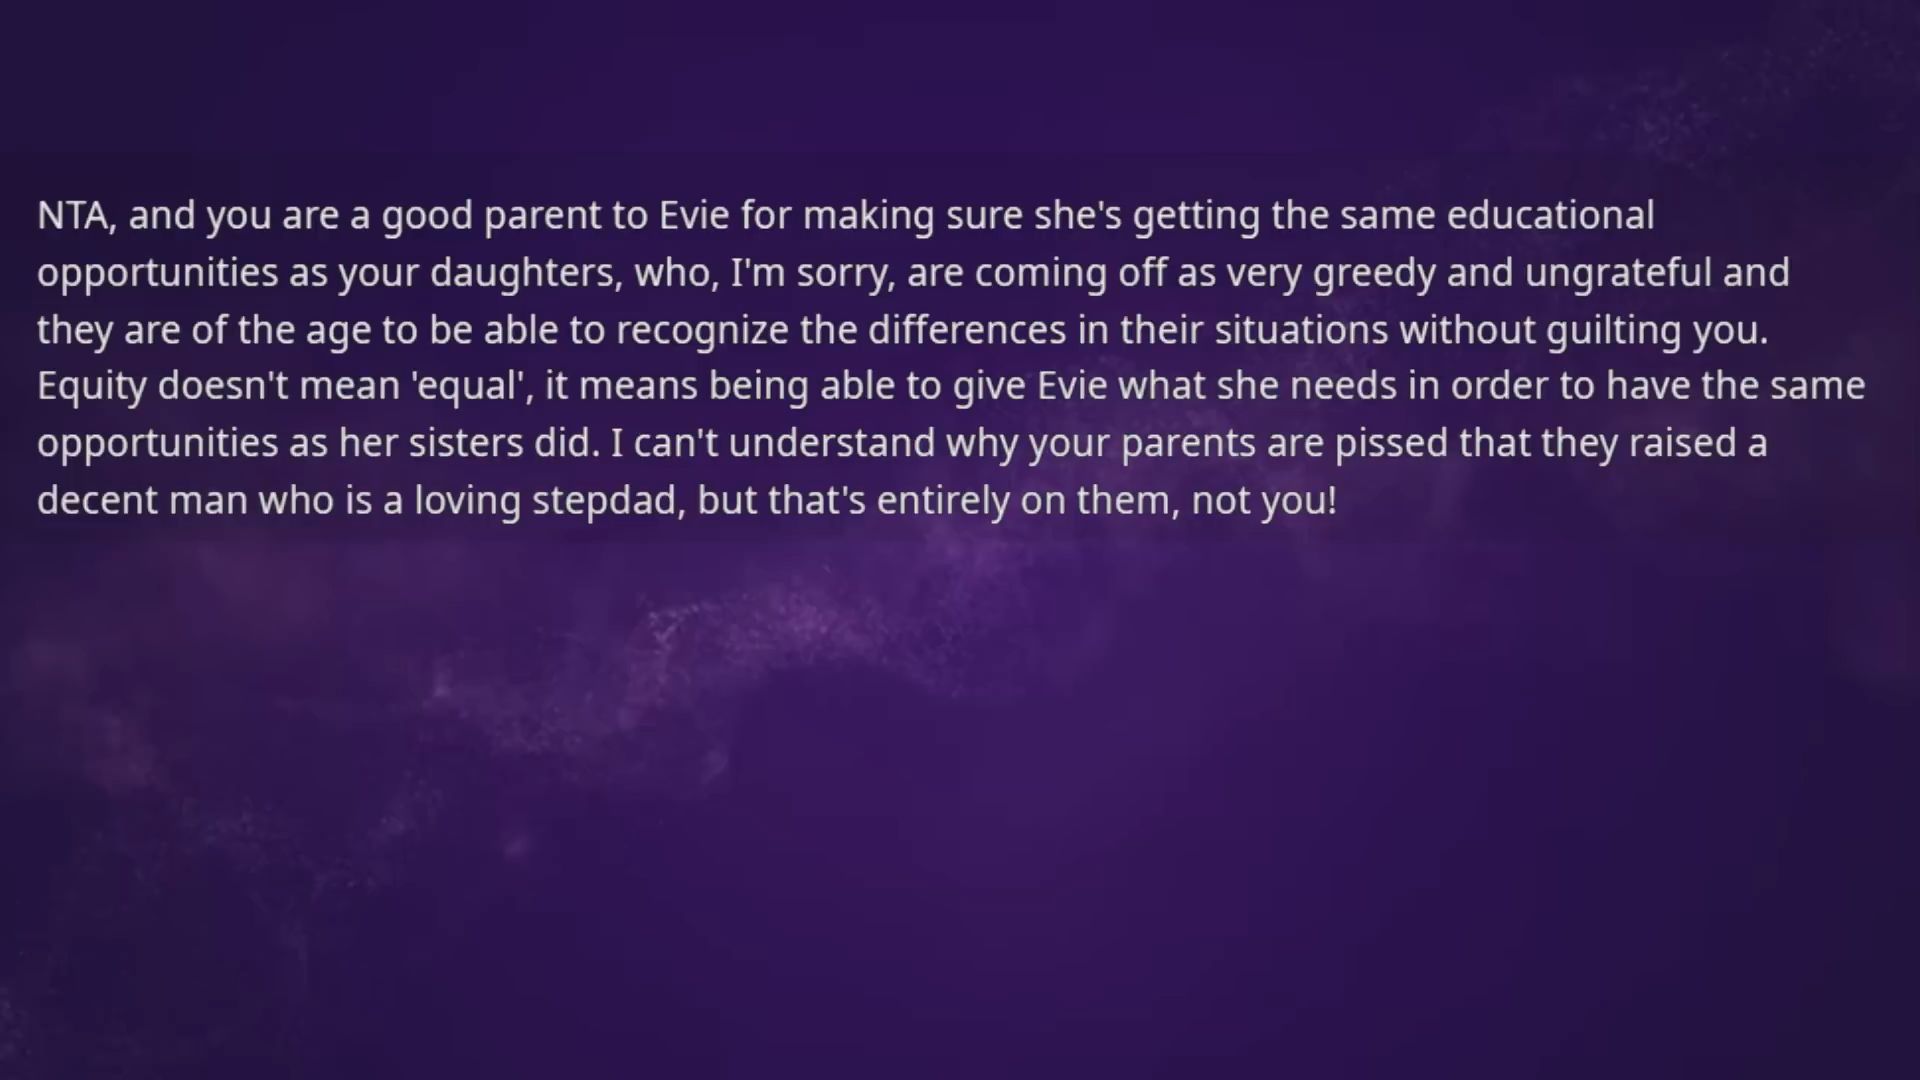 NTA, and you are a good parent to Evie for making sure she's getting the same educational
opportunities as your daughters, who, I'm sorry, are coming off as very greedy and ungrateful and
they are of the age to be able to recognize the differences in their situations without guilting you.
Equity doesn't mean 'equal', it means being able to give Evie what she needs in order to have the same
opportunities as her sisters did. I can't understand why your parents are pissed that they raised a
decent man who is a loving stepdad, but that's entirely on them, not you!